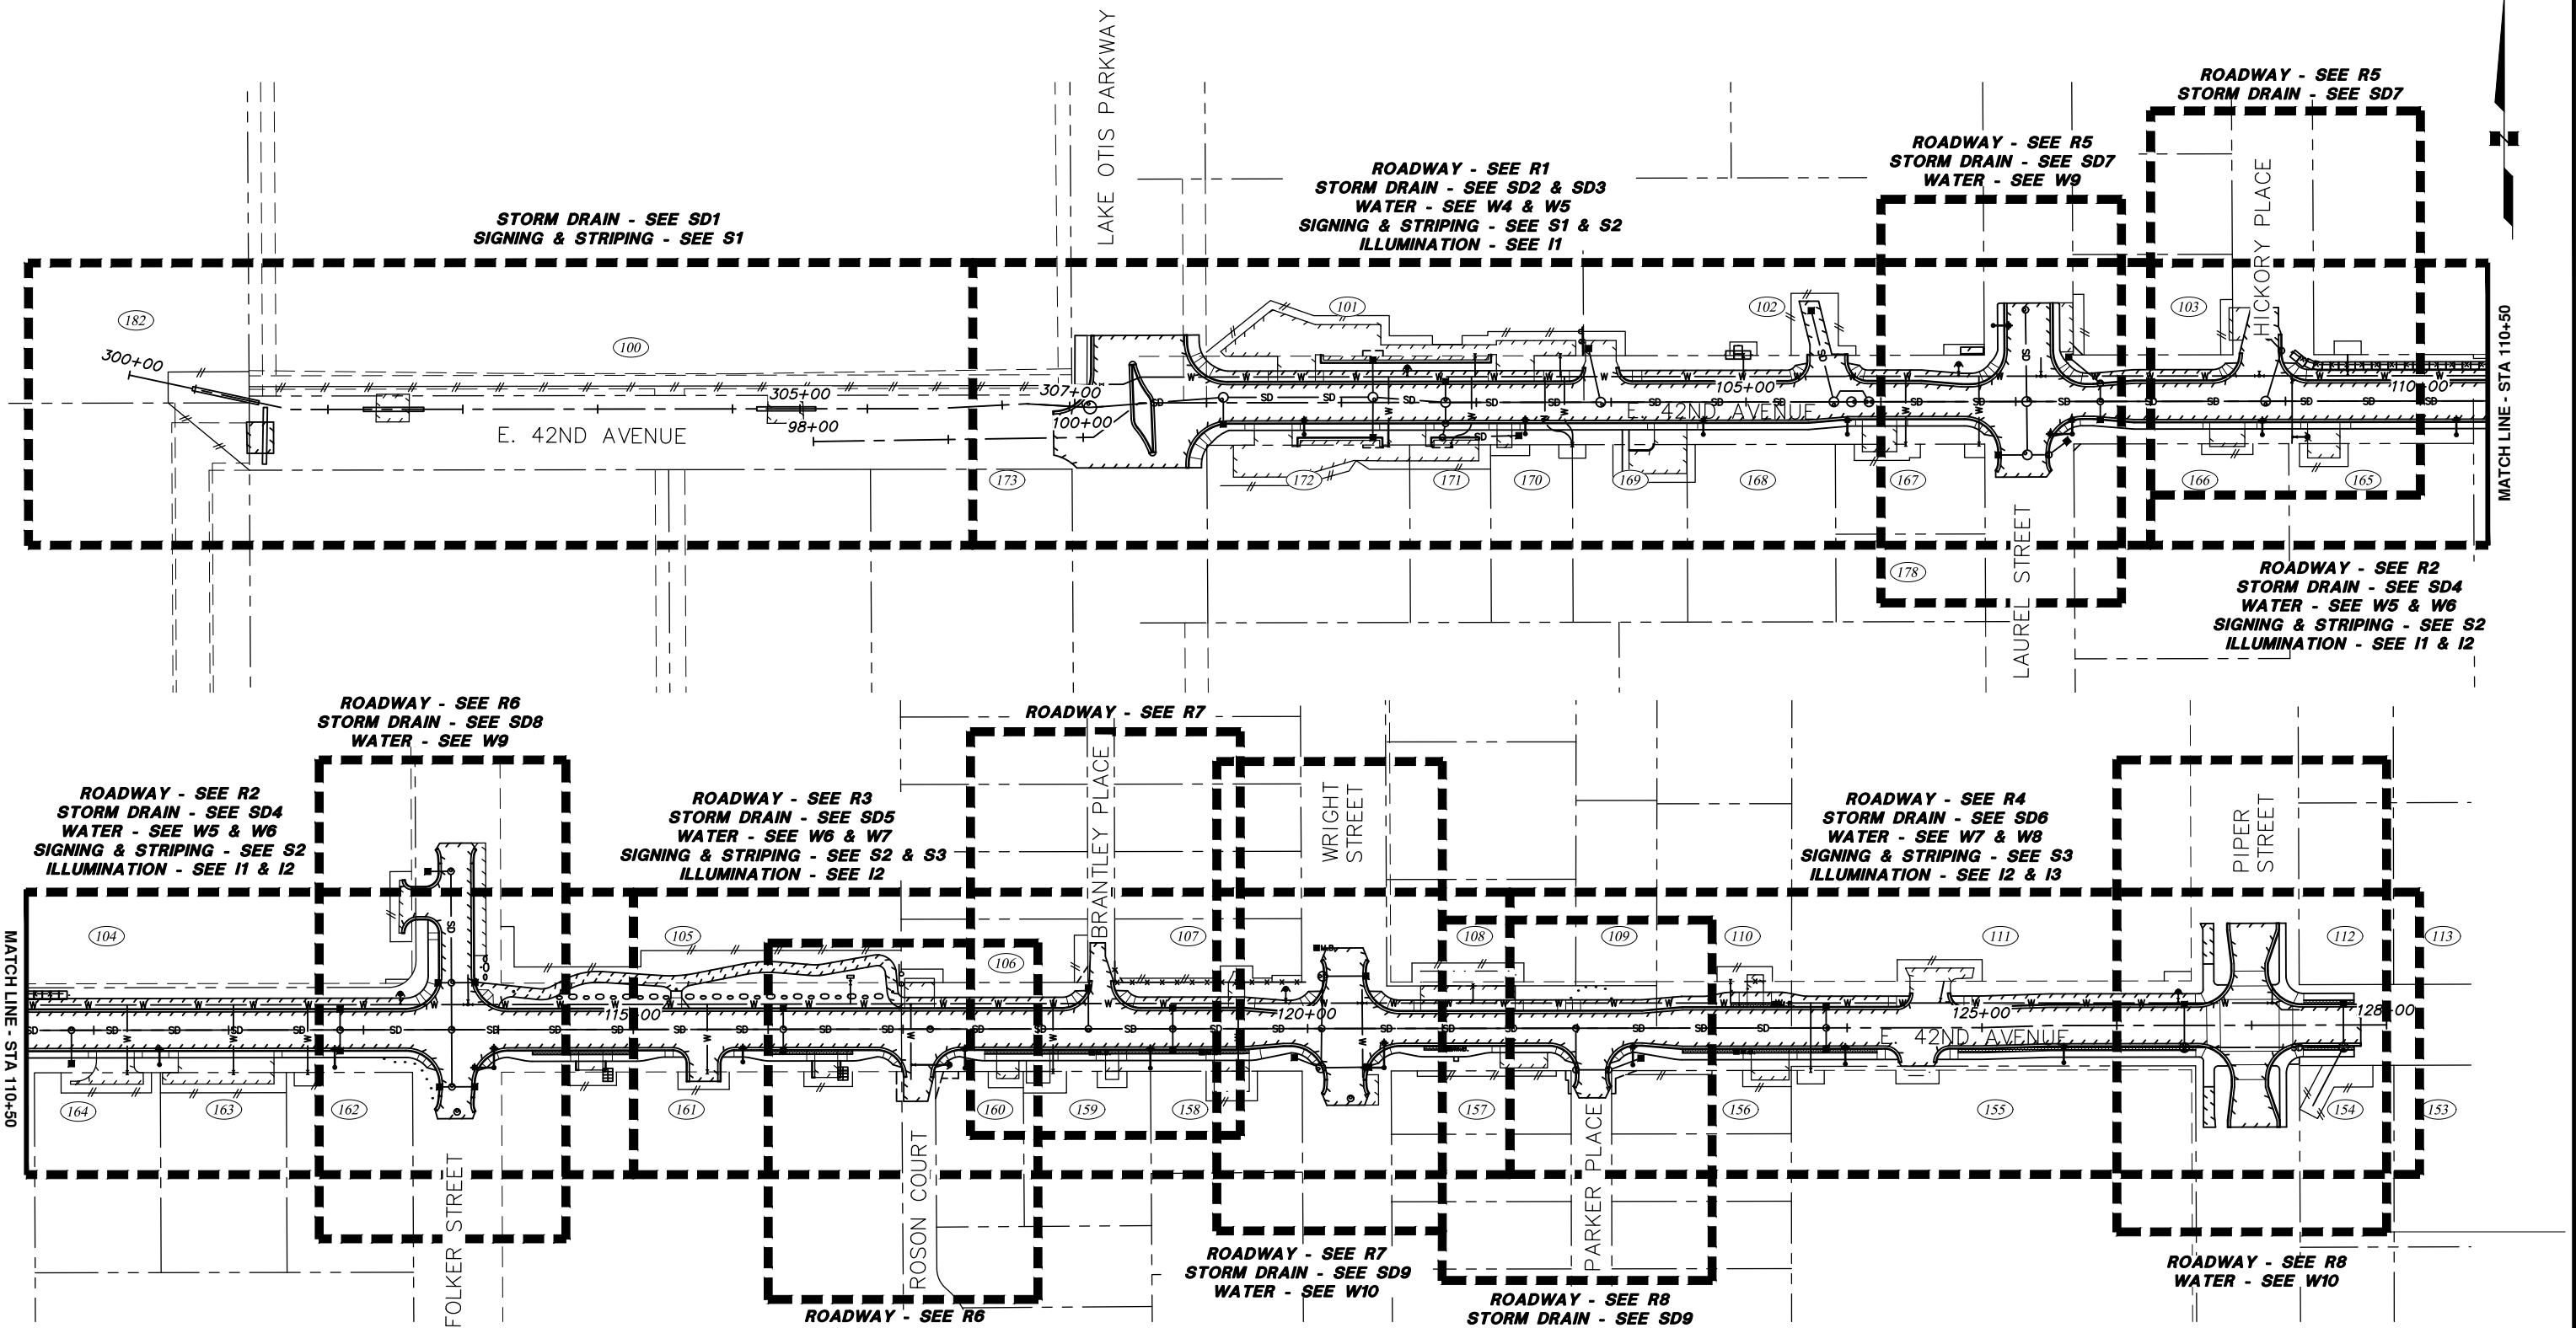 LAKE OTIS PARKWAY
ROADWAY - SEE R5
STORM DRAIN - SEE SD7
ROADWAY - SEE R5
STORM DRAIN - SEE SD7
WATER - SEE W9
N
HICKORY PLACE
ROADWAY - SEE R1
STORM DRAIN - SEE SD2 & SD3
WATER - SEE W4 & W5
SIGNING & STRIPING - SEE S1 & S2
ILLUMINATION - SEE I1
STORM DRAIN - SEE SD1
SIGNING & STRIPING - SEE S1
182
100
101
102
103
300+00
305+00
98+00
307+00
100+00
105+00
110+00
E. 42ND AVENUE
E. 42ND AVENUE
W W W W W W W W W W W W W
SD SD SD SD SD SD SD SD SD SD SD SD
MATCH LINE - STA 110+50
173
172
171
170
169
168
167
166
165
178
LAUREL STREET
ROADWAY - SEE R2
STORM DRAIN - SEE SD4
WATER - SEE W5 & W6
SIGNING & STRIPING - SEE S2
ILLUMINATION - SEE I1 & I2
ROADWAY - SEE R6
STORM DRAIN - SEE SD8
WATER - SEE W9
ROADWAY - SEE R7
BRANTLEY PLACE
WRIGHT
STREET
PIPER
STREET
ROADWAY - SEE R2
STORM DRAIN - SEE SD4
WATER - SEE W5 & W6
SIGNING & STRIPING - SEE S2
ILLUMINATION - SEE I1 & I2
ROADWAY - SEE R3
STORM DRAIN - SEE SD5
WATER - SEE W6 & W7
SIGNING & STRIPING - SEE S2 & S3
ILLUMINATION - SEE I2
ROADWAY - SEE R4
STORM DRAIN - SEE SD6
WATER - SEE W7 & W8
SIGNING & STRIPING - SEE S3
ILLUMINATION - SEE I2 & I3
MATCH LINE - STA 110+50
104
105
106
107
108
109
110
111
112
113
115+00
120+00
125+00
128+00
E. 42ND AVENUE
164
163
162
161
160
159
158
157
156
155
154
153
FOLKER STREET
ROSON COURT
PARKER PLACE
ROADWAY - SEE R6
ROADWAY - SEE R7
STORM DRAIN - SEE SD9
WATER - SEE W10
ROADWAY - SEE R8
STORM DRAIN - SEE SD9
ROADWAY - SEE R8
WATER - SEE W10